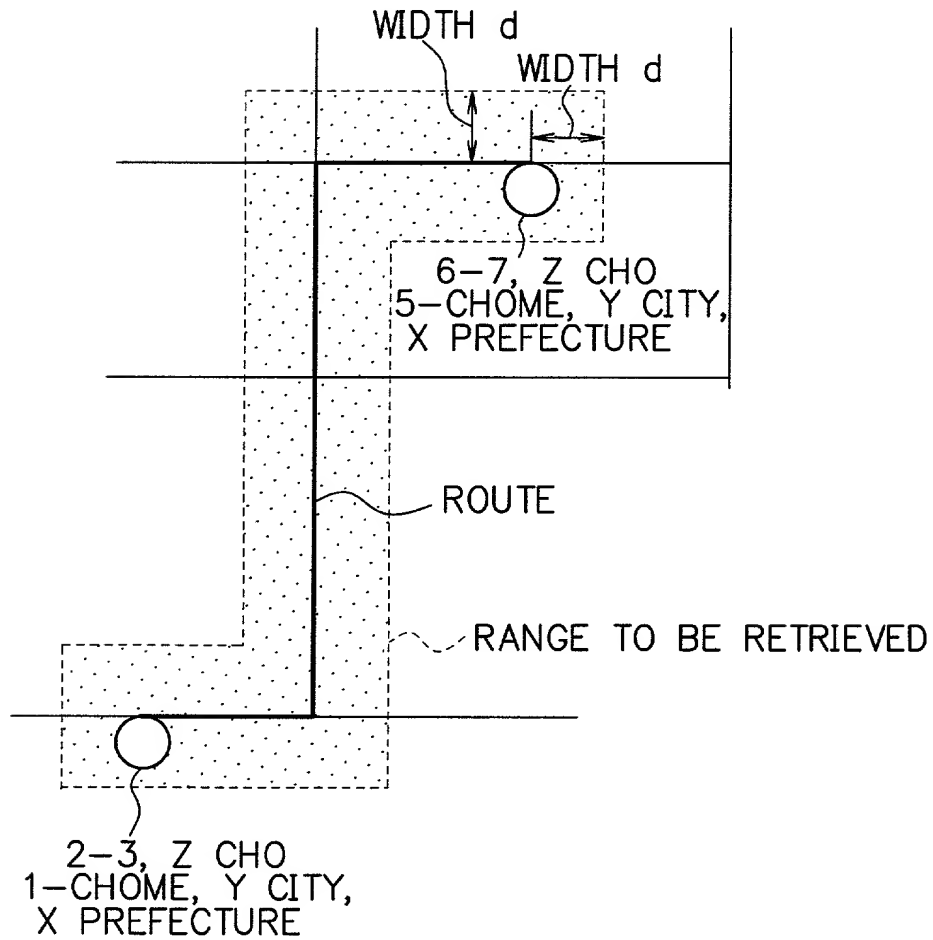 WIDTH d
WIDTH d
6-7, Z CHO
5-CHOME, Y CITY,
X PREFECTURE
ROUTE
RANGE TO BE RETRIEVED
2-3, Z CHO
1-CHOME, Y CITY,
X PREFECTURE